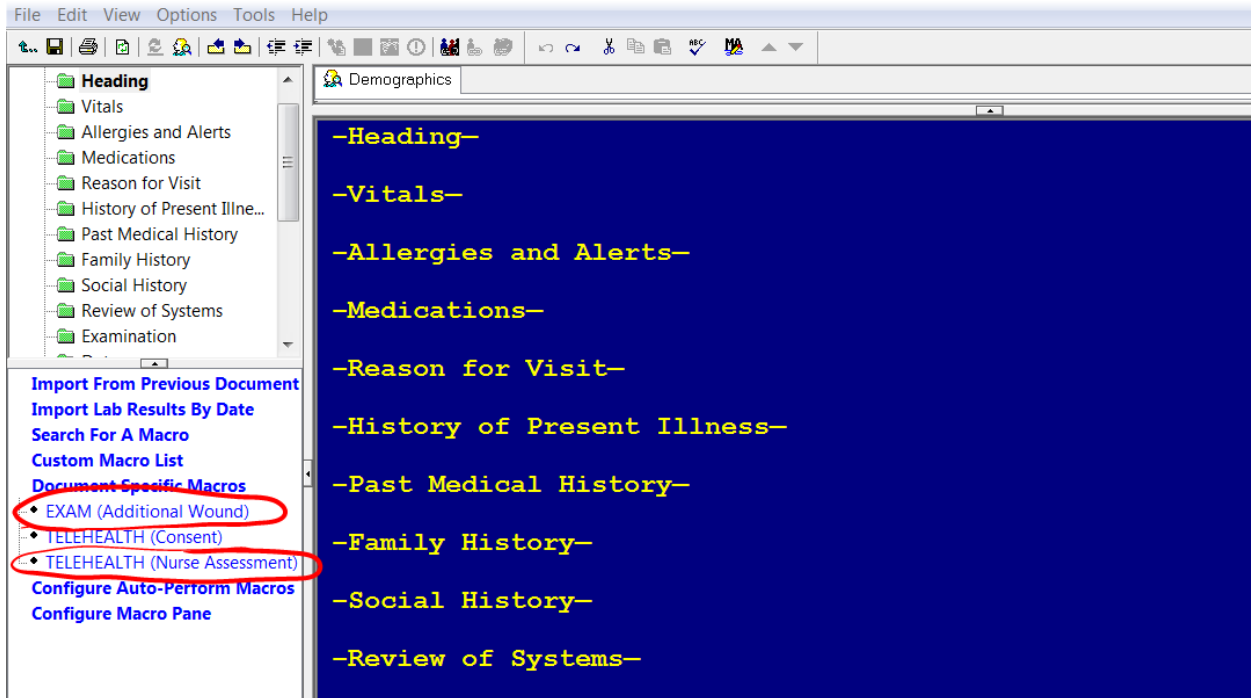 File Edit View Options Tools Help
Demographics
Heading
Vitals
Allergies and Alerts
Medications
Reason for Visit
History of Present Illne...
Past Medical History
Family History
Social History
Review of Systems
Examination
Import From Previous Document
Import Lab Results By Date
Search For A Macro
Custom Macro List
Document Specific Macros
EXAM (Additional Wound)
TELEHEALTH (Consent)
TELEHEALTH (Nurse Assessment)
Configure Auto-Perform Macros
Configure Macro Pane
—Heading—
—Vitals—
—Allergies and Alerts—
—Medications—
—Reason for Visit—
—History of Present Illness—
—Past Medical History—
—Family History—
—Social History—
—Review of Systems—